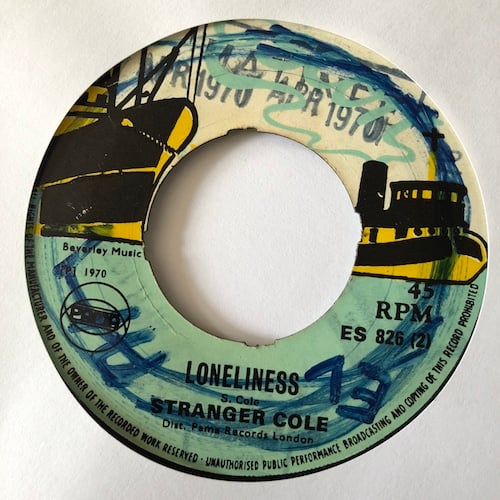 APR 1970
Beverley Music
1970
45
RPM
ES 826 (2)
LONELINESS
S. Cole
STRANGER COLE
Dist. Pama Records London
ALL RIGHTS OF THE MANUFACTURER AND OF THE OWNER OF THE RECORDED WORK RESERVED · UNAUTHORISED PUBLIC PERFORMANCE BROADCASTING AND COPYING OF THIS RECORD PROHIBITED